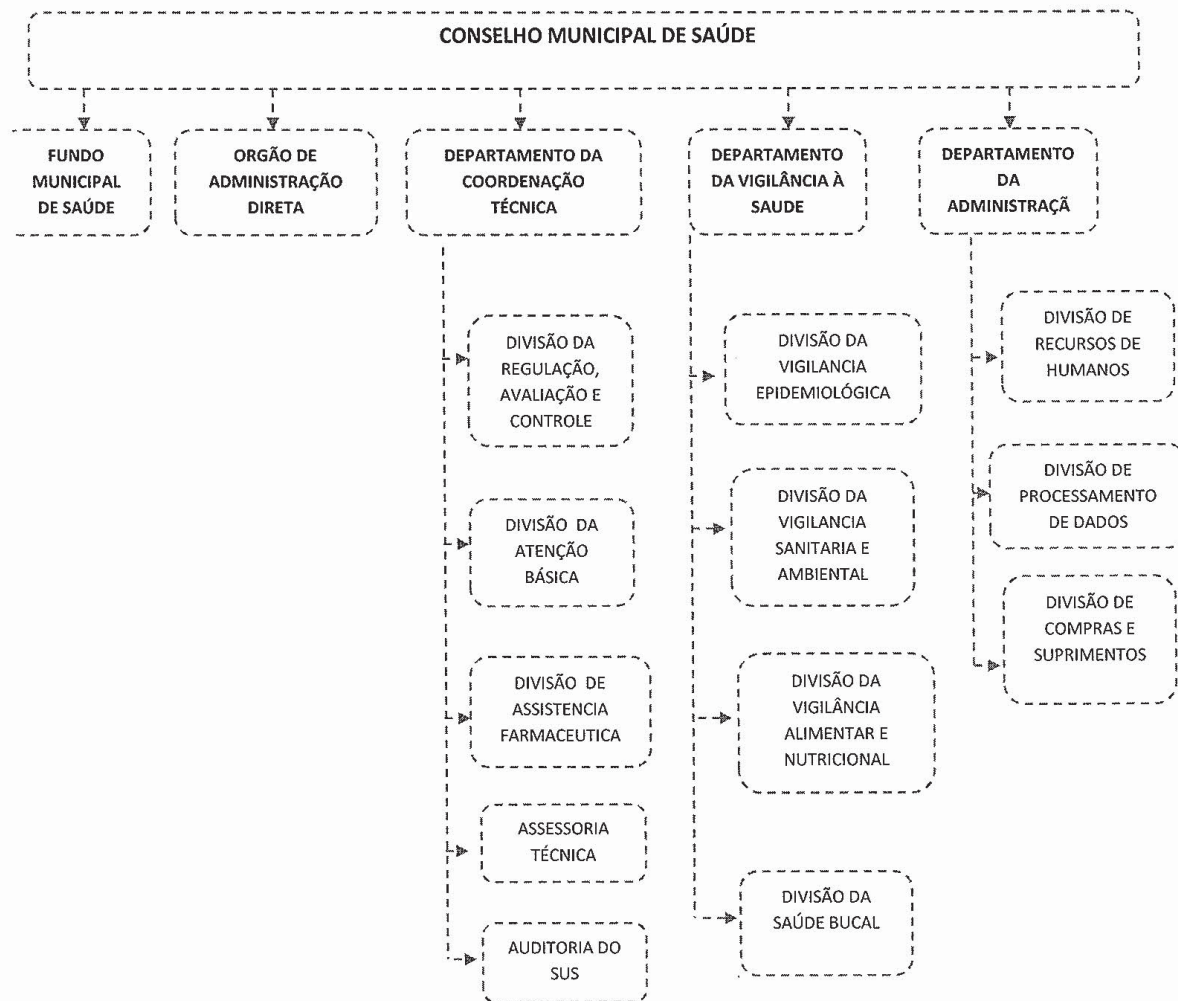 CONSELHO MUNICIPAL DE SAÚDE
FUNDO
MUNICIPAL
DE SAÚDE
ORGÃO DE
ADMINISTRAÇÃO
DIRETA
DEPARTAMENTO DA
COORDENAÇÃO
TÉCNICA
DEPARTAMENTO
DA VIGILÂNCIA À
SAUDE
DEPARTAMENTO
DA
ADMINISTRAÇÃ
DIVISÃO DA
REGULAÇÃO,
AVALIAÇÃO E
CONTROLE
DIVISÃO DA
ATENÇÃO
BÁSICA
DIVISÃO DE
ASSISTENCIA
FARMACEUTICA
ASSESSORIA
TÉCNICA
AUDITORIA DO
SUS
DIVISÃO DA
VIGILANCIA
EPIDEMIOLÓGICA
DIVISÃO DA
VIGILANCIA
SANITARIA E
AMBIENTAL
DIVISÃO DA
VIGILÂNCIA
ALIMENTAR E
NUTRICIONAL
DIVISÃO DA
SAÚDE BUCAL
DIVISÃO DE
RECURSOS DE
HUMANOS
DIVISÃO DE
PROCESSAMENTO
DE DADOS
DIVISÃO DE
COMPRAS E
SUPRIMENTOS